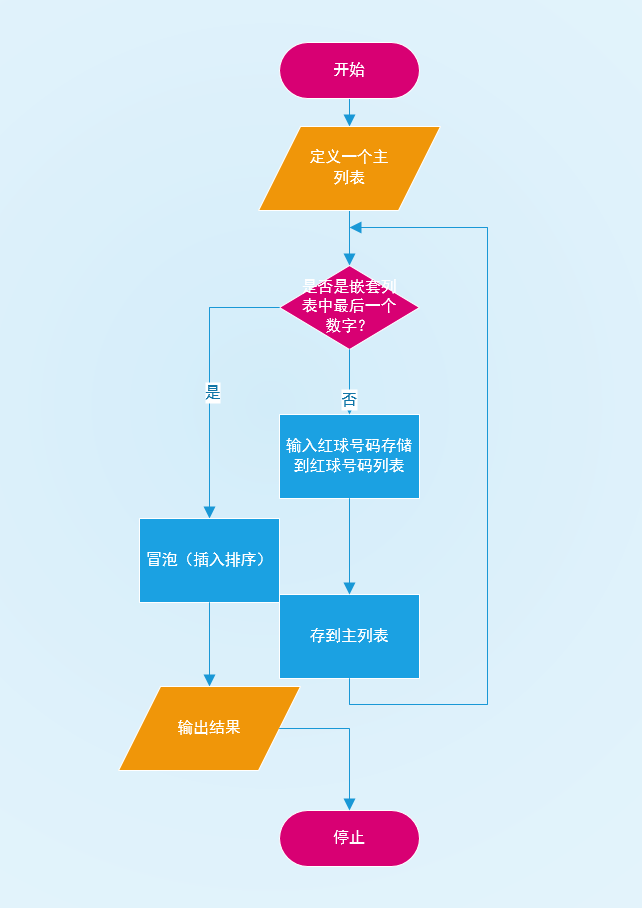 开始
定义一个主
列表
是否是嵌套列
表中最后一个
数字？
是
否
输入红球号码存储
到红球号码列表
冒泡（插入排序）
存到主列表
输出结果
停止